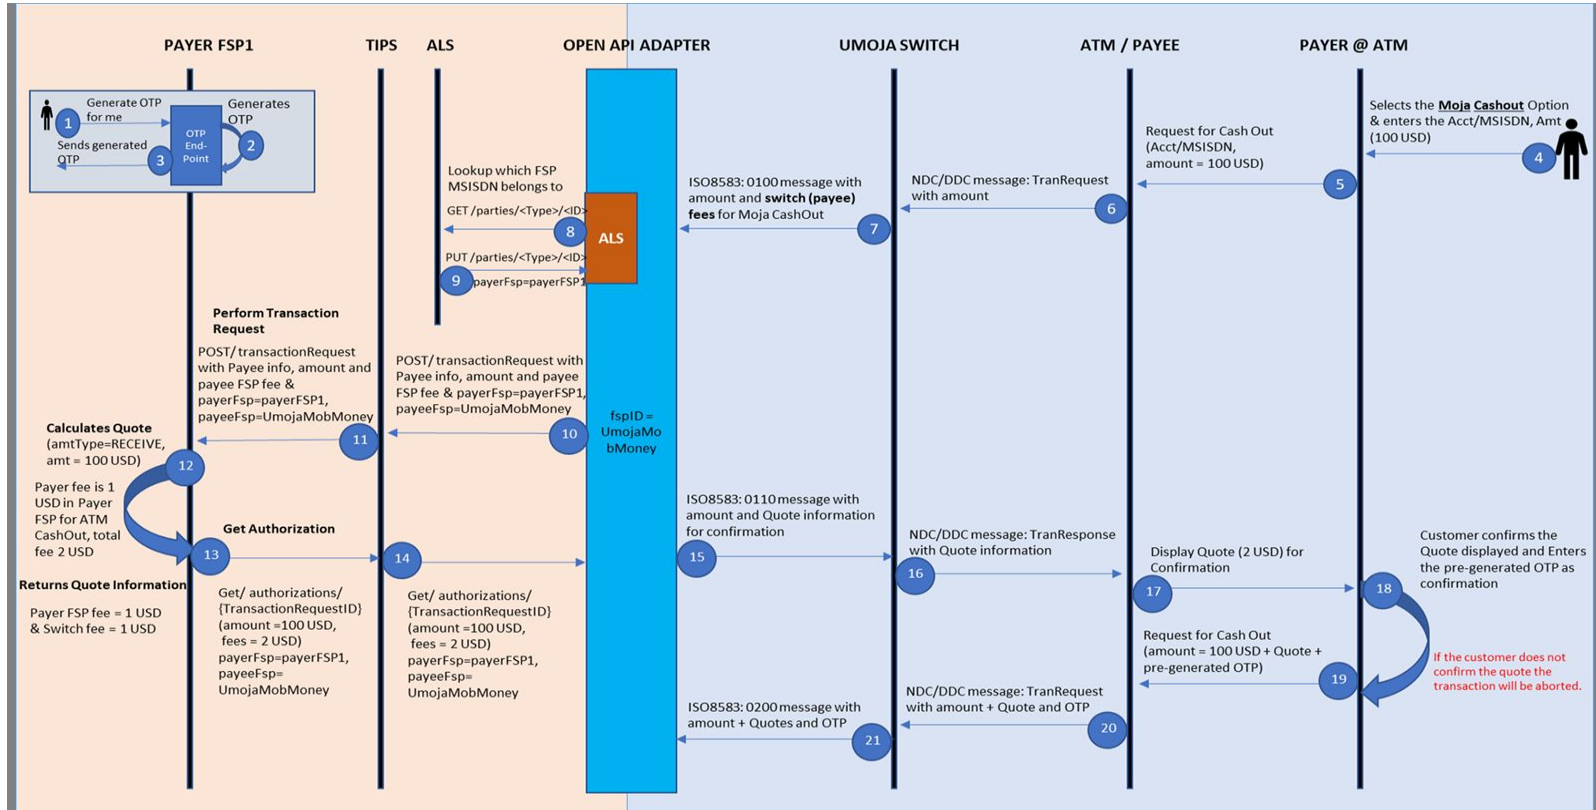 PAYER FSP1
TIPS
ALS
OPEN API ADAPTER
UMOJA SWITCH
ATM / PAYEE
PAYER @ ATM
1
Generate OTP
for me
Sends generated
OTP
3
OTP
End-
Point
Generates
OTP
2
Selects the Moja Cashout Option
& enters the Acct/MSISDN, Amt
(100 USD)
4
Request for Cash Out
(Acct/MSISDN,
amount = 100 USD)
5
NDC/DDC message: TranRequest
with amount
6
ISO8583: 0100 message with
amount and switch (payee)
fees for Moja CashOut
7
Lookup which FSP
MSISDN belongs to
GET /parties/<Type>/<ID>
8
ALS
PUT /parties/<Type>/<ID>
9
payerFsp=payerFSP1
Perform Transaction
Request
POST/ transactionRequest
with Payee info, amount and
payee FSP fee &
payerFsp=payerFSP1,
payeeFsp=UmojaMobMoney
11
POST/ transactionRequest with
Payee info, amount and payee
FSP fee & payerFsp=payerFSP1,
payeeFsp=UmojaMobMoney
10
fspID =
UmojaMo
bMoney
Calculates Quote
(amtType=RECEIVE,
amt = 100 USD)
12
Payer fee is 1
USD in Payer
FSP for ATM
CashOut, total
fee 2 USD
Returns Quote Information
Payer FSP fee = 1 USD
& Switch fee = 1 USD
Get Authorization
13
Get/ authorizations/
{TransactionRequestID}
(amount =100 USD,
fees = 2 USD)
payerFsp=payerFSP1,
payeeFsp=
UmojaMobMoney
14
Get/ authorizations/
{TransactionRequestID}
(amount =100 USD,
fees = 2 USD)
payerFsp=payerFSP1,
payeeFsp=
UmojaMobMoney
ISO8583: 0110 message with
amount and Quote information
for confirmation
15
NDC/DDC message: TranResponse
with Quote information
16
Display Quote (2 USD) for
Confirmation
17
Customer confirms the
Quote displayed and Enters
the pre-generated OTP as
confirmation
18
If the customer does not
confirm the quote the
transaction will be aborted.
Request for Cash Out
(amount = 100 USD + Quote +
pre-generated OTP)
19
NDC/DDC message: TranRequest
with amount + Quote and OTP
20
ISO8583: 0200 message with
amount + Quotes and OTP
21